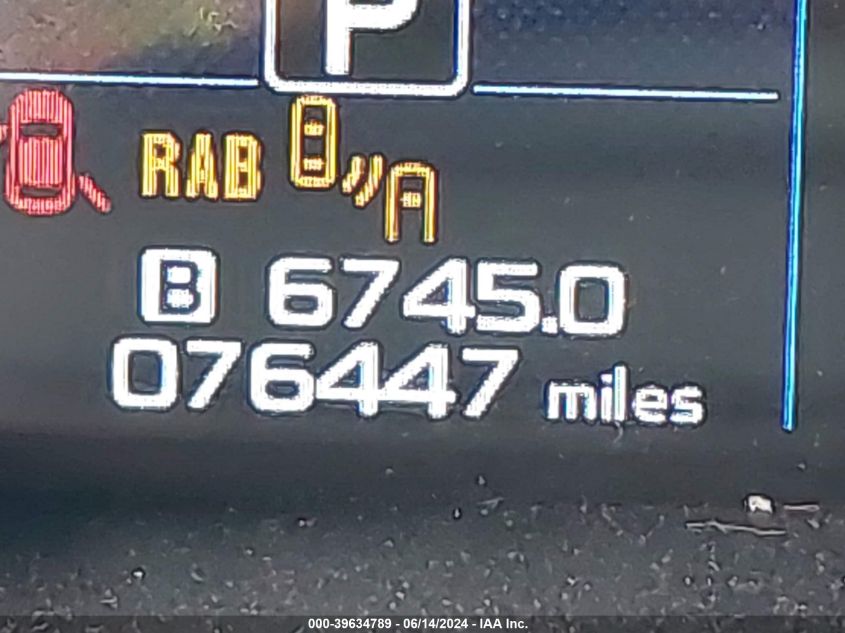 P
RAB
B 6745.0
076447 miles
000-39634789 - 06/14/2024 - IAA Inc.